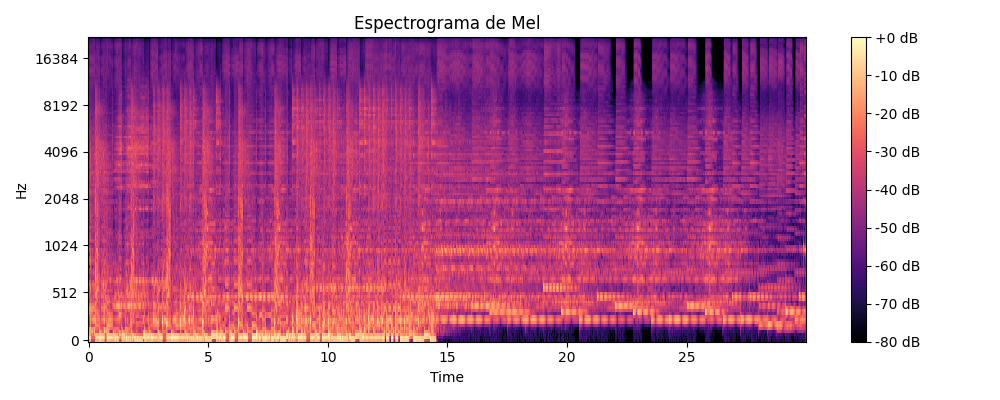 Espectrograma de Mel
Hz
16384
8192
4096
2048
1024
512
0
0 5 10 15 20 25
Time
+0 dB
-10 dB
-20 dB
-30 dB
-40 dB
-50 dB
-60 dB
-70 dB
-80 dB